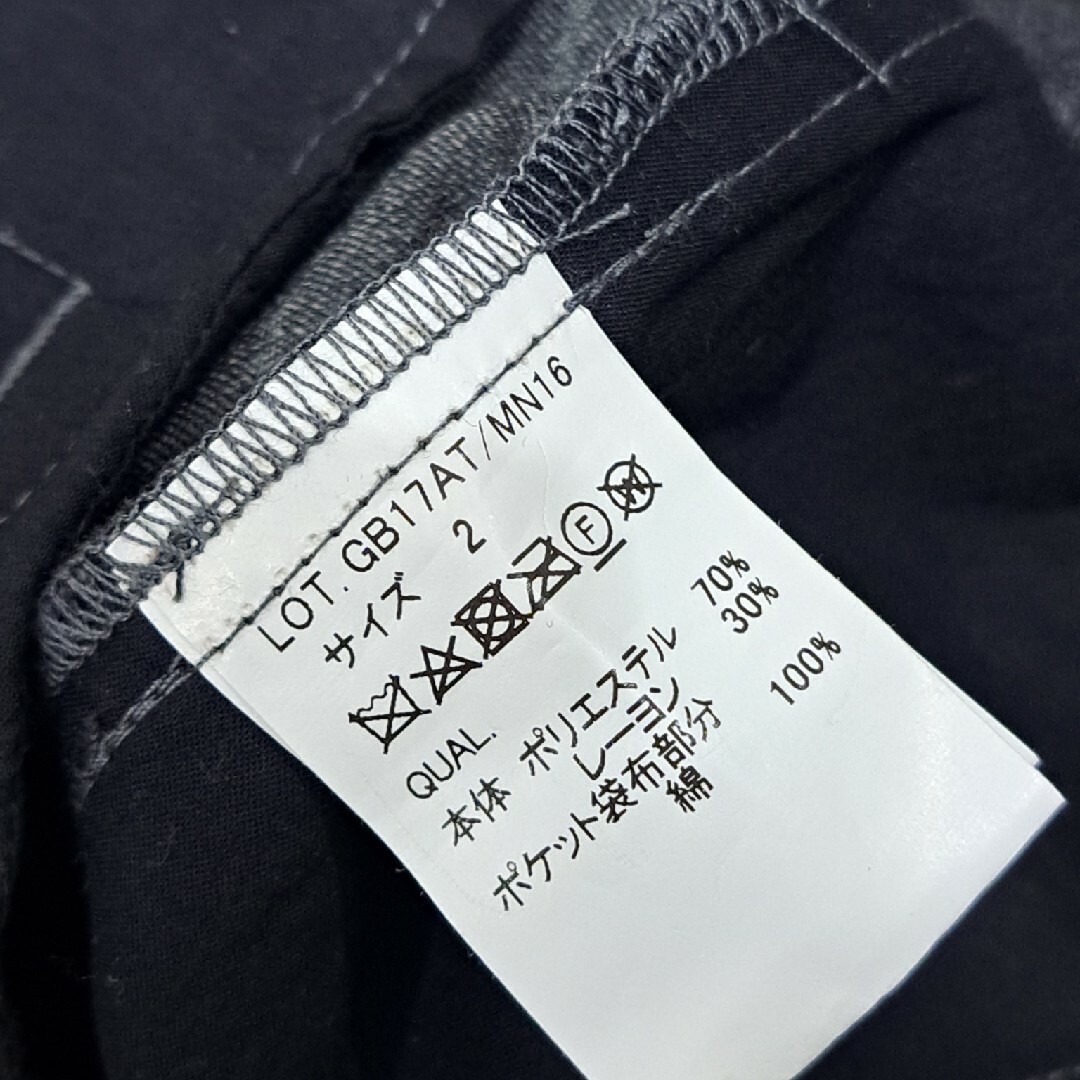 LOT. GB17AT/MN16
サイズ 2
F W
QUAL.
本体 ポリエステル 70%
レーヨン 30%
ポケット袋布部分
綿 100%